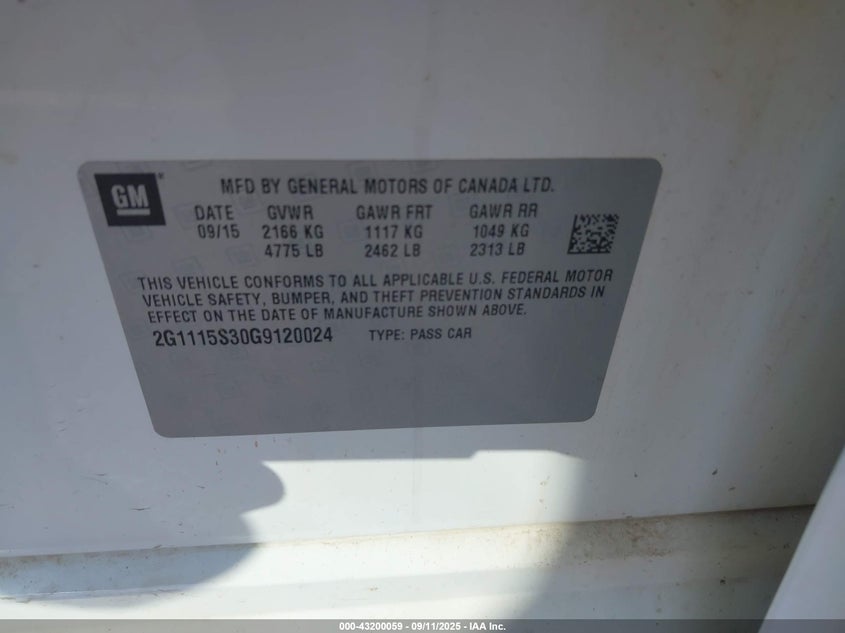 GM
MFD BY GENERAL MOTORS OF CANADA LTD.
DATE GVWR GAWR FRT GAWR RR
09/15 2166 KG 1117 KG 1049 KG
4775 LB 2462 LB 2313 LB
THIS VEHICLE CONFORMS TO ALL APPLICABLE U.S. FEDERAL MOTOR
VEHICLE SAFETY, BUMPER, AND THEFT PREVENTION STANDARDS IN
EFFECT ON THE DATE OF MANUFACTURE SHOWN ABOVE.
2G1115S30G9120024 TYPE: PASS CAR
000-43200059 - 09/11/2025 - IAA Inc.